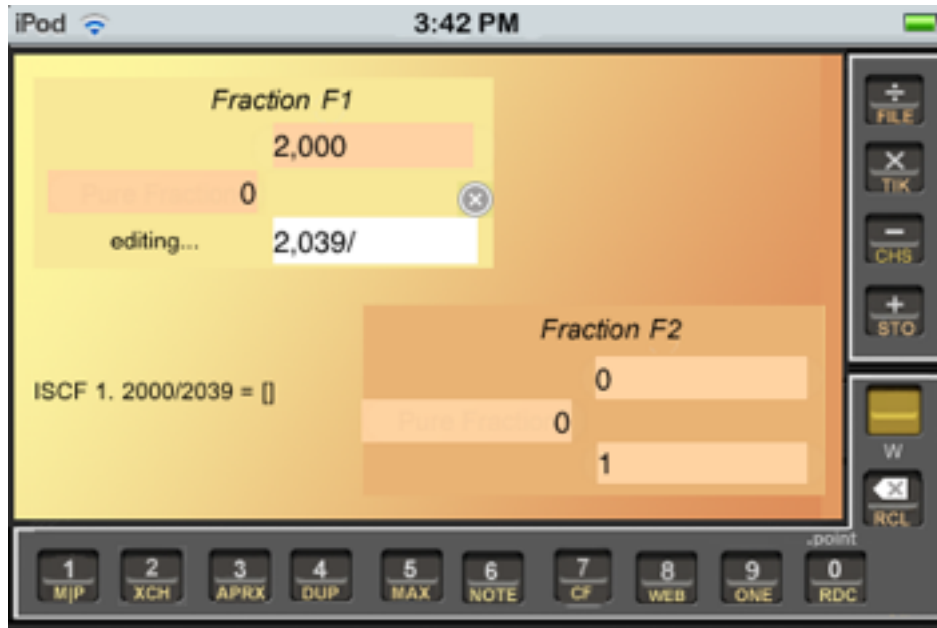 iPod 3:42 PM
Fraction F1
2,000
Pure Fraction 0
editing... 2,039/
Fraction F2
0
ISCF 1. 2000/2039 = []
Pure Fraction 0
1
÷
FILE
×
TIK
−
CHS
+
STO
W
RCL
.point
1 2 3 4 5 6 7 8 9 0
M|P XCH APRX DUP MAX NOTE CF WEB ONE RDC